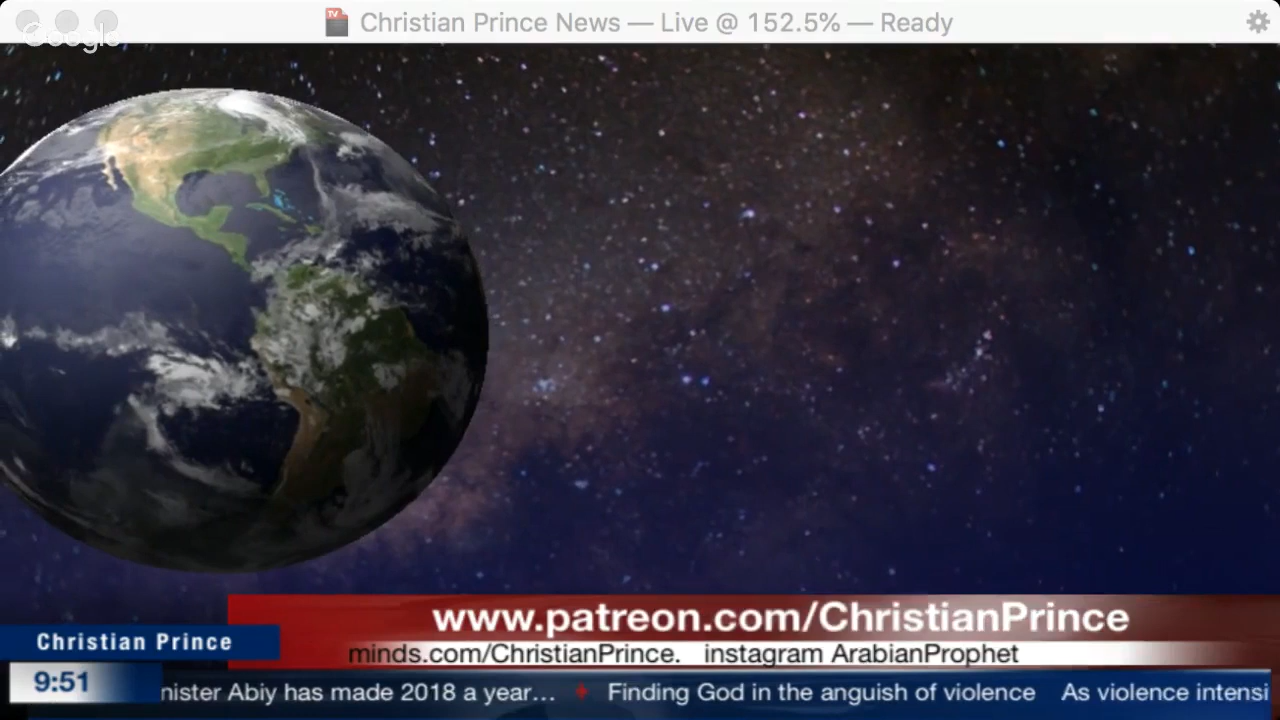 Christian Prince News — Live @ 152.5% — Ready
Google
TV
www.patreon.com/ChristianPrince
Christian Prince
minds.com/ChristianPrince. instagram ArabianProphet
9:51
nister Abiy has made 2018 a year... Finding God in the anguish of violence As violence intensi